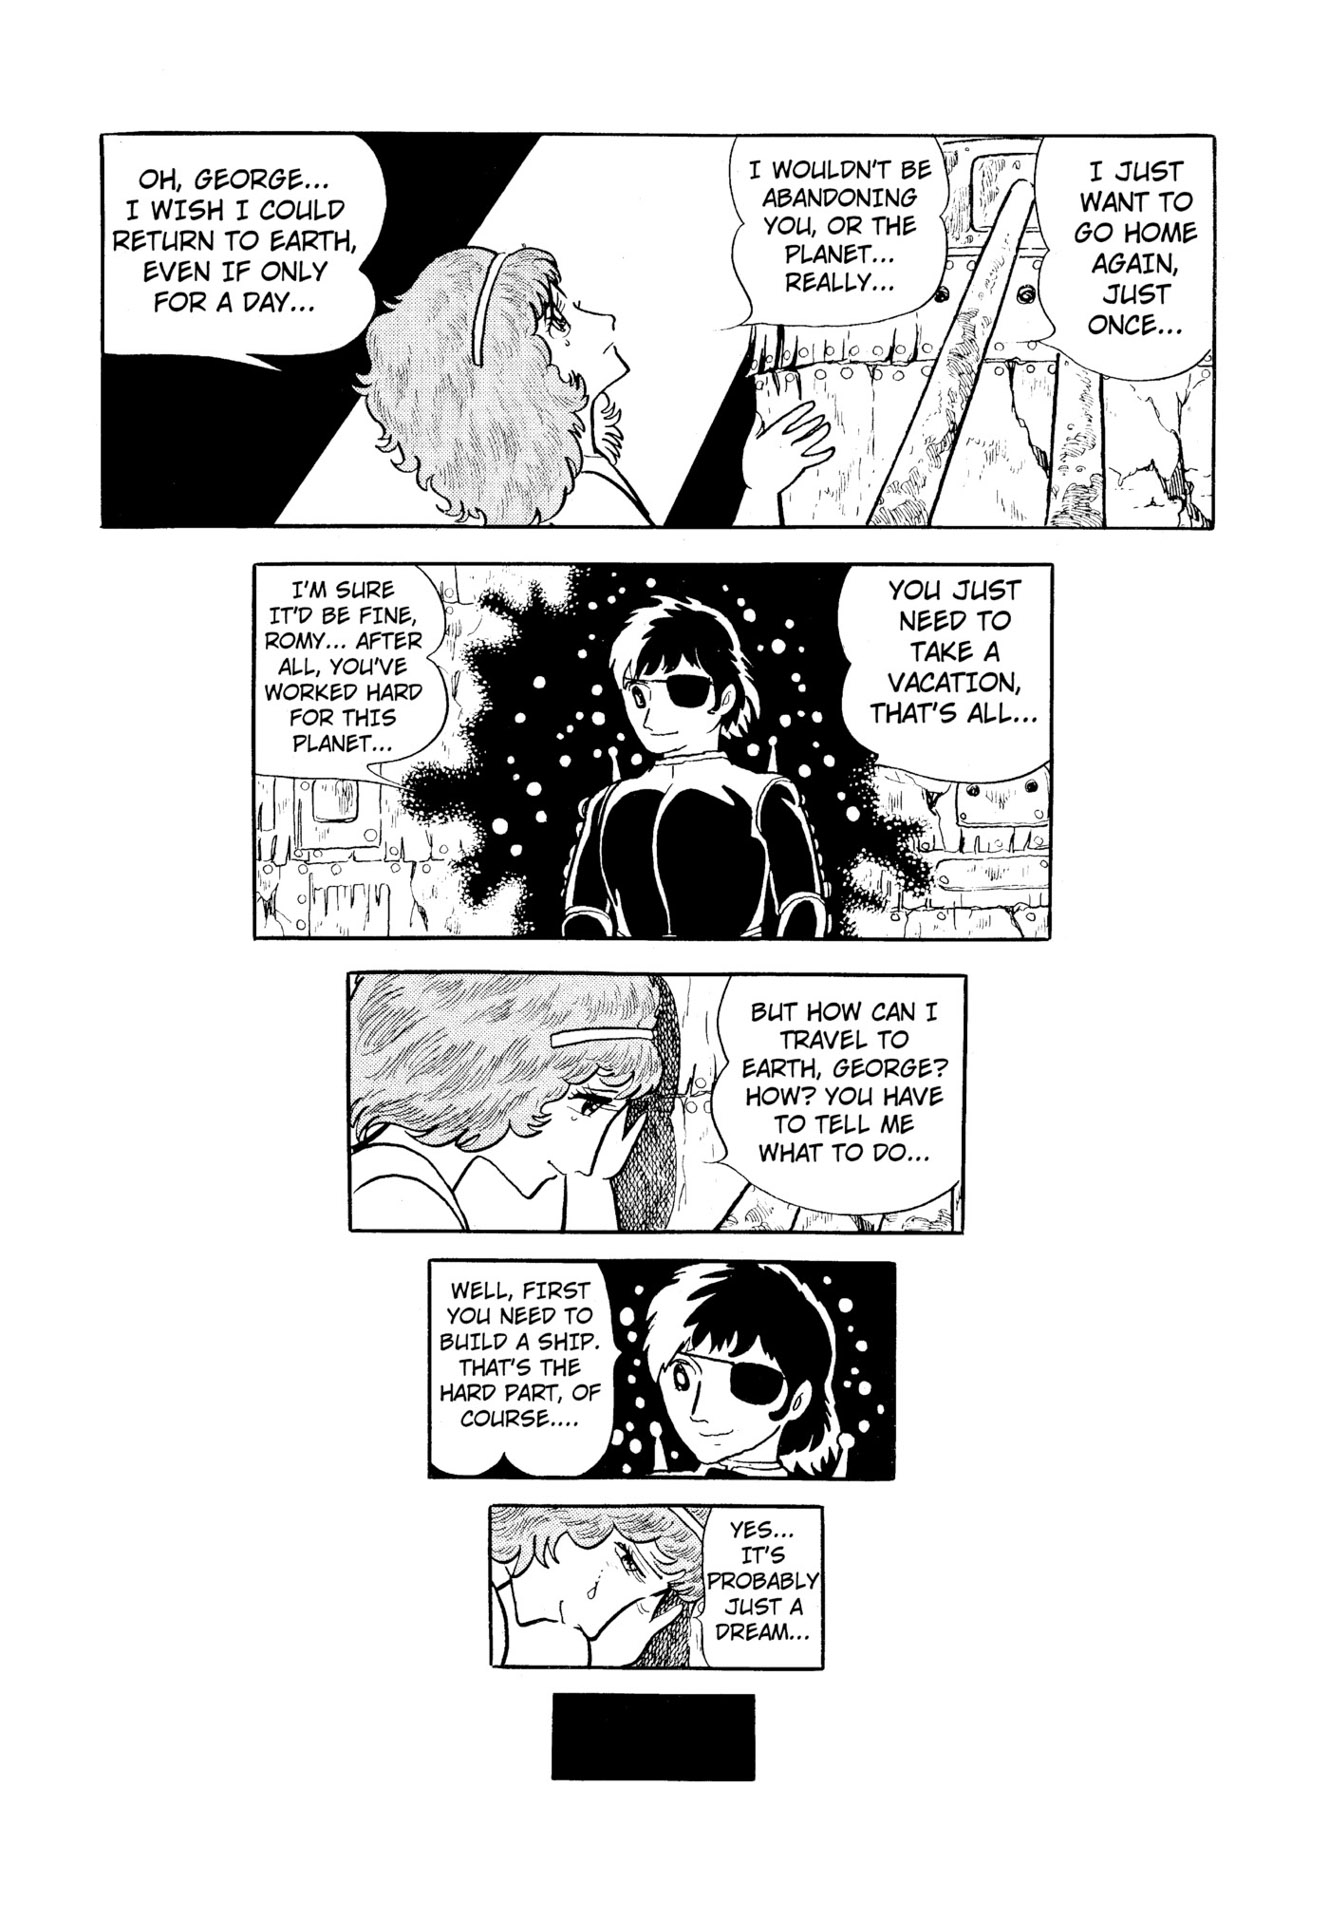 OH, GEORGE...
I WISH I COULD
RETURN TO EARTH,
EVEN IF ONLY
FOR A DAY...
I WOULDN'T BE
ABANDONING
YOU, OR THE
PLANET...
REALLY...
I JUST
WANT TO
GO HOME
AGAIN,
JUST
ONCE...
I'M SURE
IT'D BE FINE,
ROMY... AFTER
ALL, YOU'VE
WORKED HARD
FOR THIS
PLANET...
YOU JUST
NEED TO
TAKE A
VACATION,
THAT'S ALL...
BUT HOW CAN I
TRAVEL TO
EARTH, GEORGE?
HOW? YOU HAVE
TO TELL ME
WHAT TO DO...
WELL, FIRST
YOU NEED TO
BUILD A SHIP.
THAT'S THE
HARD PART, OF
COURSE....
YES...
IT'S
PROBABLY
JUST A
DREAM...